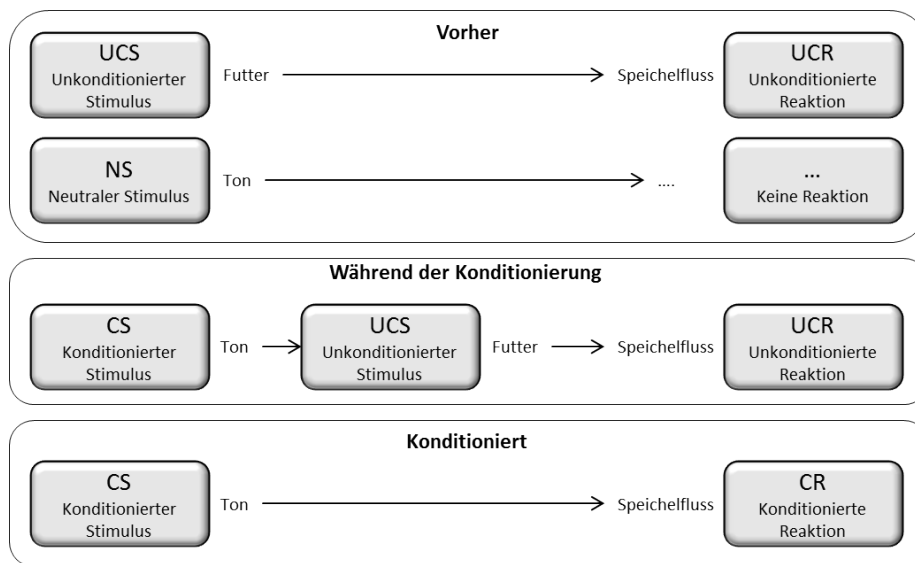 Vorher
UCS
Unkonditionierter
Stimulus
Futter
Speichelfluss
UCR
Unkonditionierte
Reaktion
NS
Neutraler Stimulus
Ton
....
...
Keine Reaktion
Während der Konditionierung
CS
Konditionierter
Stimulus
Ton
UCS
Unkonditionierter
Stimulus
Futter
Speichelfluss
UCR
Unkonditionierte
Reaktion
Konditioniert
CS
Konditionierter
Stimulus
Ton
Speichelfluss
CR
Konditionierte
Reaktion